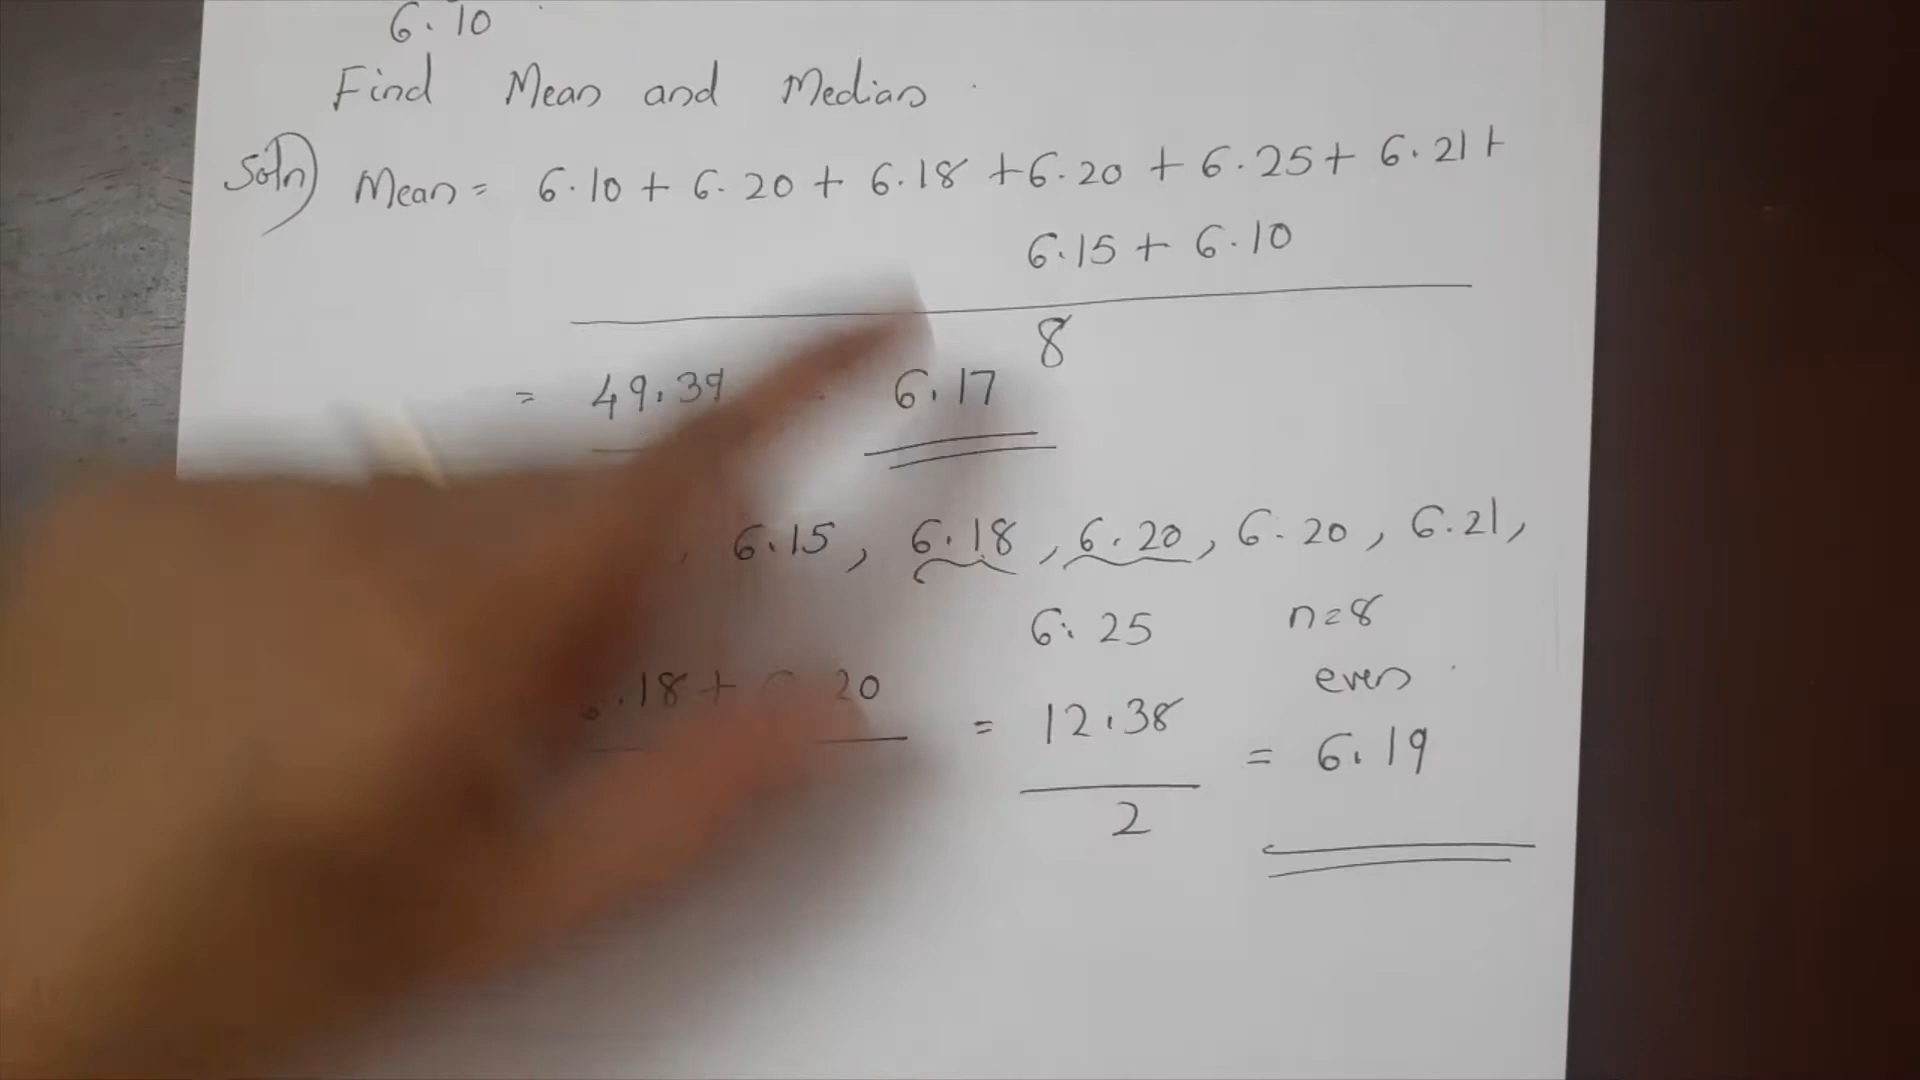 6.10
Find Mean and Median
Soln) Mean = 6.10 + 6.20 + 6.18 + 6.20 + 6.25 + 6.21 +
6.15 + 6.10
8
= 49.39 6.17
, 6.15, 6.18, 6.20, 6.20, 6.21,
6.25 n=8
even
.18 + 20 = 12.38 = 6.19
2